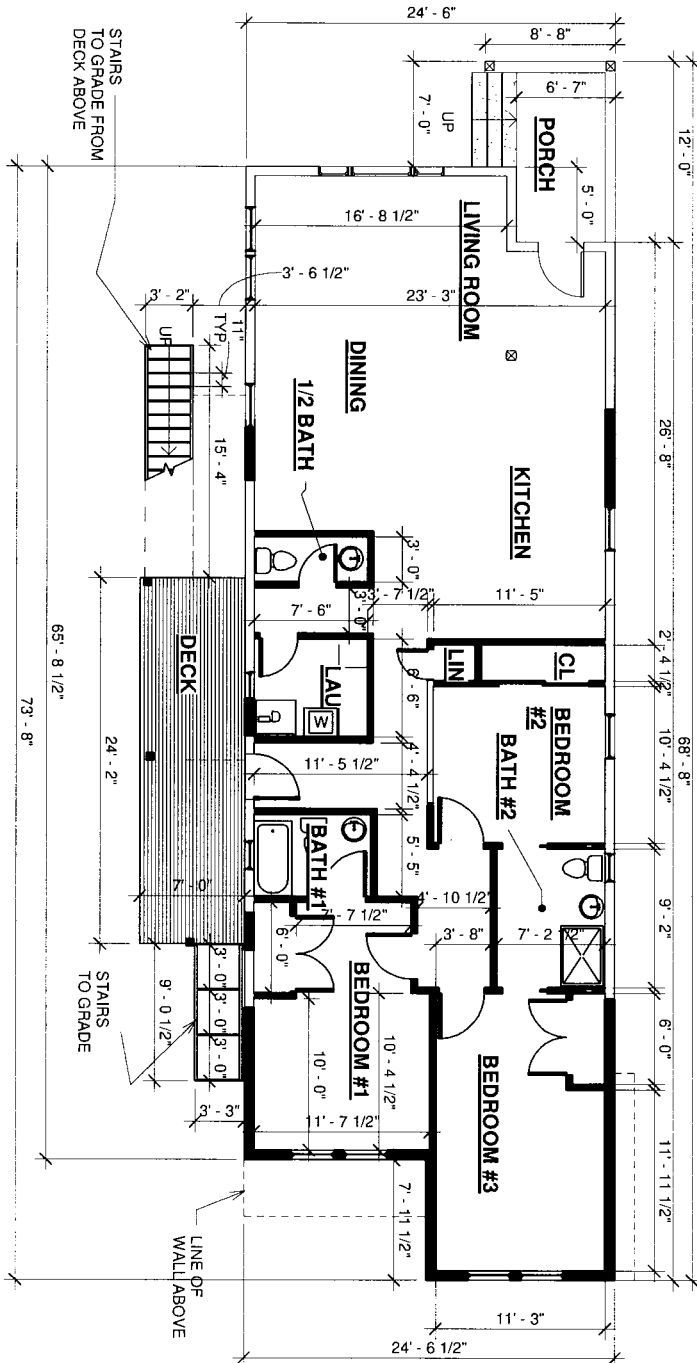 24' - 6"
8' - 8"
6' - 7"
7' - 0"
UP
PORCH
5' - 0"
12' - 0"
STAIRS
TO GRADE FROM
DECK ABOVE
16' - 8 1/2"
LIVING ROOM
3' - 6 1/2"
23' - 3"
3' - 2"
11"
TYP
UP
DINING
1/2 BATH
KITCHEN
26' - 8"
15' - 4"
3' - 0"
3' - 7 1/2"
11' - 5"
3' - 0"
7' - 6"
2' - 4 1/2"
LIN
CL
LAU
W
6' - 6"
DECK
65' - 8 1/2"
73' - 8"
24' - 2"
68' - 8"
BEDROOM
#2
BATH #2
10' - 4 1/2"
11' - 5 1/2"
4' - 4 1/2"
BATH #1
5' - 5"
7' - 0"
4' - 10 1/2"
9' - 2"
7' - 7 1/2"
6' - 0"
3' - 8"
7' - 2 1/2"
STAIRS
TO GRADE
9' - 0 1/2"
3' - 0"
3' - 0"
3' - 0"
BEDROOM #1
10' - 0"
10' - 4 1/2"
6' - 0"
BEDROOM #3
3' - 3"
11' - 7 1/2"
11' - 11 1/2"
7' - 11 1/2"
LINE OF
WALL ABOVE
11' - 3"
24' - 6 1/2"